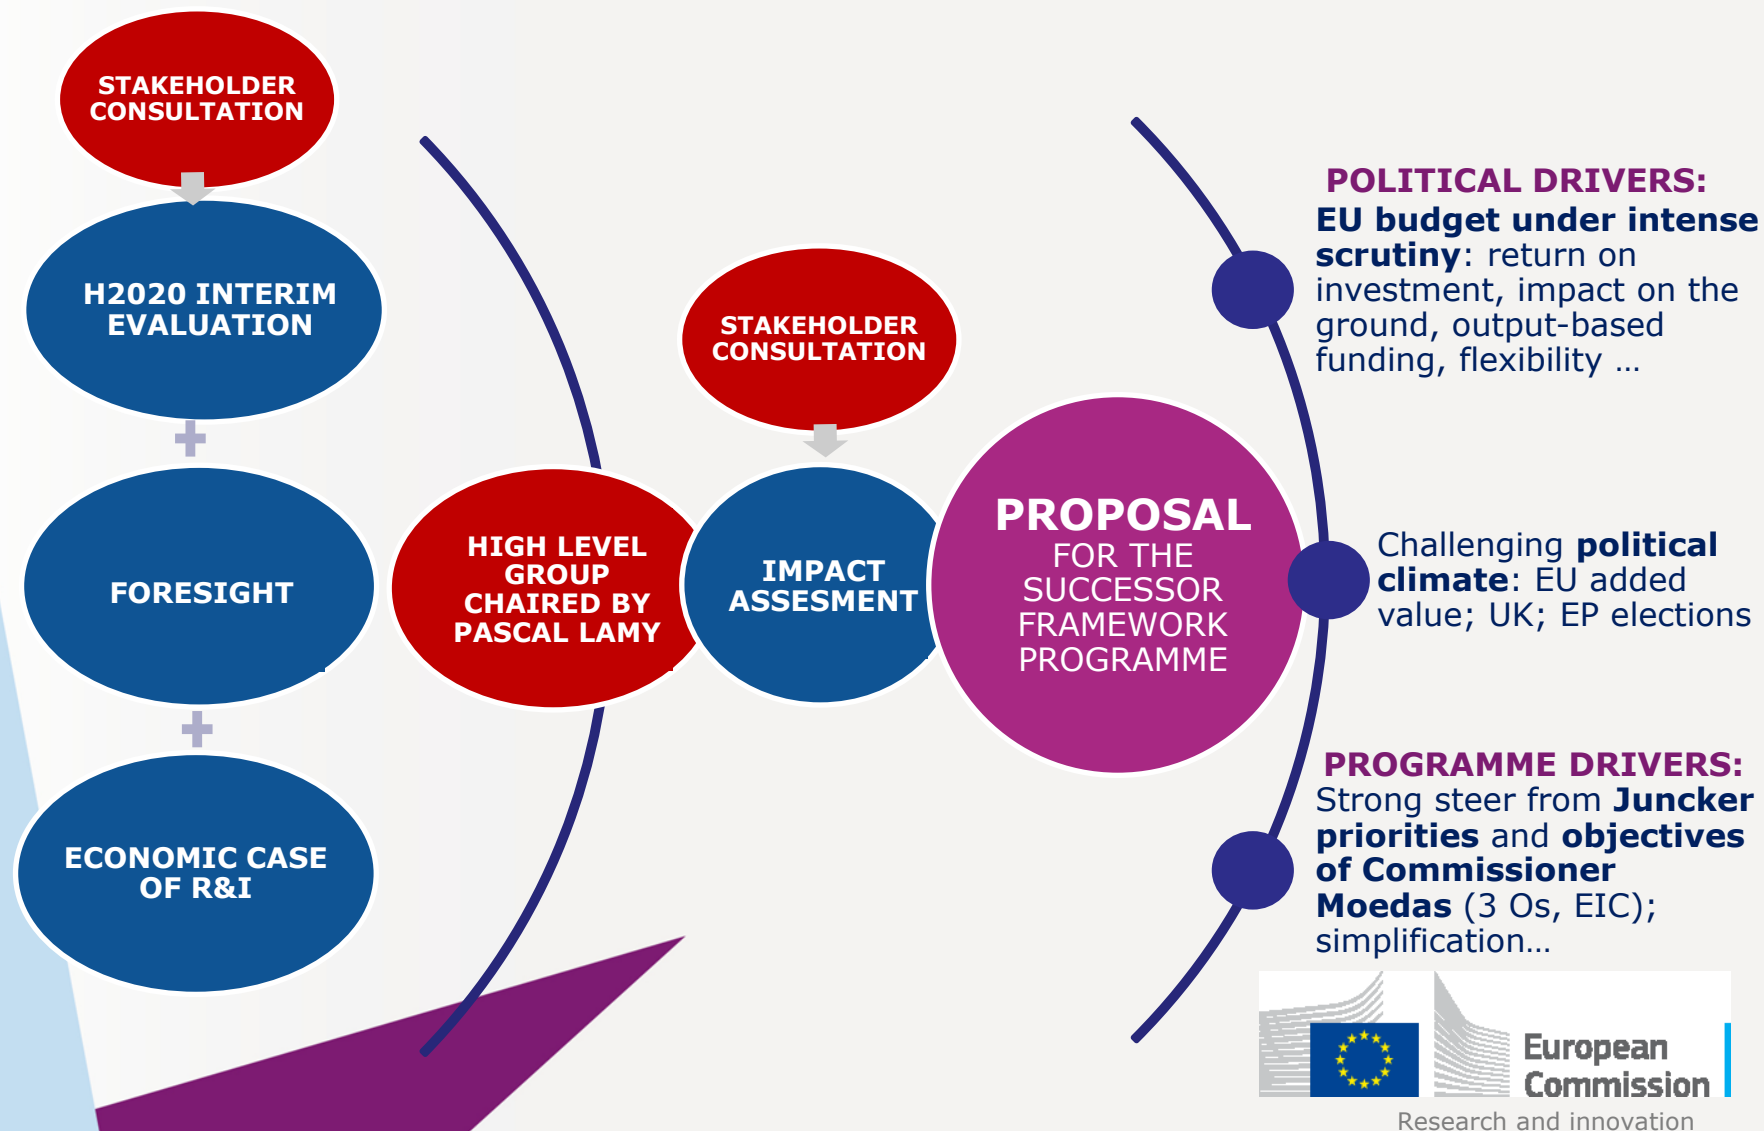 STAKEHOLDER
CONSULTATION
H2020 INTERIM
EVALUATION
FORESIGHT
ECONOMIC CASE
OF R&I
HIGH LEVEL
GROUP
CHAIRED BY
PASCAL LAMY
STAKEHOLDER
CONSULTATION
IMPACT
ASSESMENT
PROPOSAL
FOR THE
SUCCESSOR
FRAMEWORK
PROGRAMME
POLITICAL DRIVERS:
EU budget under intense
scrutiny: return on
investment, impact on the
ground, output-based
funding, flexibility …
Challenging political
climate: EU added
value; UK; EP elections
PROGRAMME DRIVERS:
Strong steer from Juncker
priorities and objectives
of Commissioner
Moedas (3 Os, EIC);
simplification…
European
Commission
Research and innovation